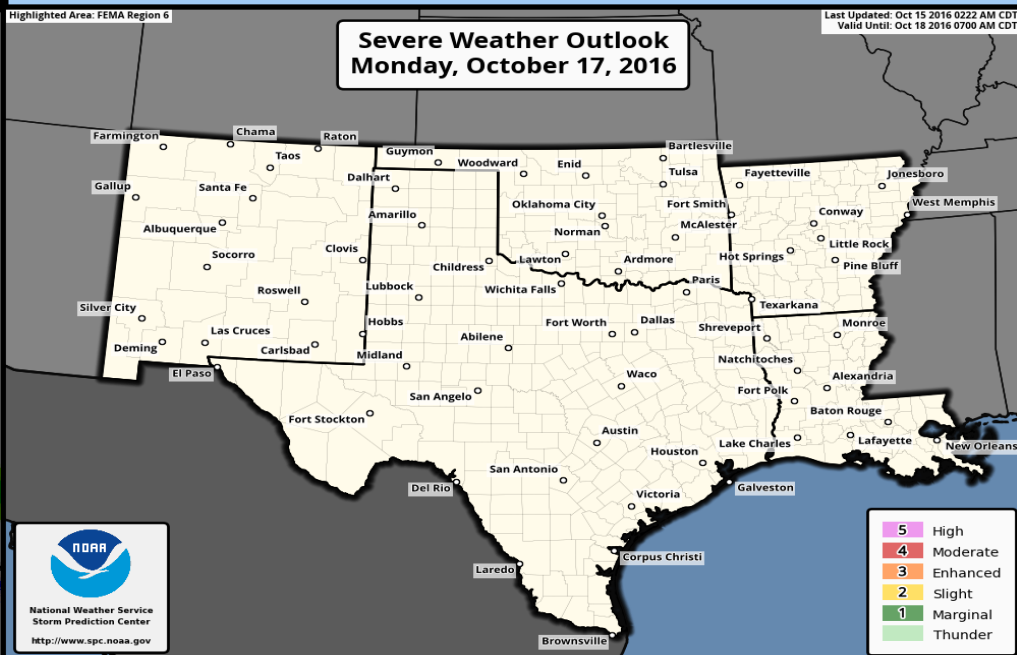 Highlighted Area: FEMA Region 6
Last Updated: Oct 15 2016 0222 AM CDT
Valid Until: Oct 18 2016 0700 AM CDT
Severe Weather Outlook
Monday, October 17, 2016
Farmington
Chama
Raton
Taos
Guymon
Woodward
Enid
Bartlesville
Dalhart
Tulsa
Fayetteville
Jonesboro
Gallup
Santa Fe
Amarillo
Oklahoma City
Fort Smith
West Memphis
Albuquerque
Norman
McAlester
Conway
Socorro
Clovis
Childress
Lawton
Ardmore
Hot Springs
Little Rock
Pine Bluff
Roswell
Lubbock
Wichita Falls
Paris
Texarkana
Silver City
Las Cruces
Hobbs
Abilene
Fort Worth
Dallas
Shreveport
Monroe
Deming
Carlsbad
Midland
Natchitoches
El Paso
San Angelo
Waco
Fort Polk
Alexandria
Fort Stockton
Austin
Baton Rouge
Houston
Lake Charles
Lafayette
New Orleans
Del Rio
San Antonio
Victoria
Galveston
Laredo
Corpus Christi
Brownsville
NOAA
National Weather Service
Storm Prediction Center
http://www.spc.noaa.gov
5 High
4 Moderate
3 Enhanced
2 Slight
1 Marginal
Thunder